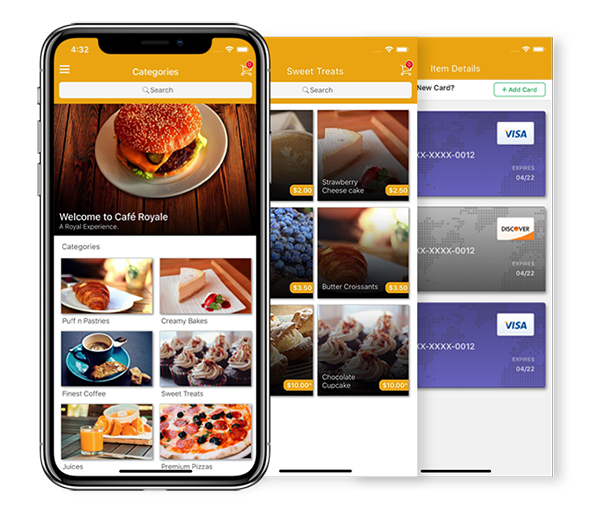 4:32
Categories
0
Search
Welcome to Café Royale
A Royal Experience.
Categories
Puff n Pastries
Creamy Bakes
Finest Coffee
Sweet Treats
Juices
Premium Pizzas
Sweet Treats
0
Search
$2.00
Strawberry
Cheese cake
$2.50
$3.50
Butter Croissants
$3.50
$10.00
Chocolate
Cupcake
$10.00
Item Details
New Card?
+ Add Card
VISA
XX-XXXX-0012
EXPIRES
04/22
DISCOVER
XX-XXXX-0012
EXPIRES
04/22
VISA
XX-XXXX-0012
EXPIRES
04/22